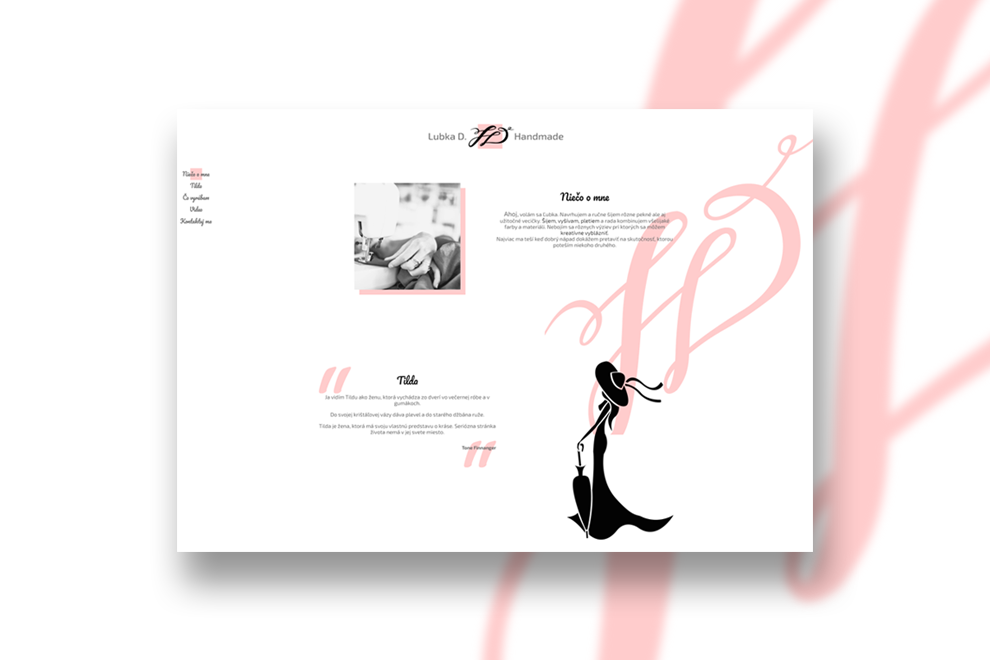 Lubka D. Handmade
Niečo o mne
Tilda
Čo vyrábam
Video
Kontaktuj ma
Niečo o mne
Ahoj, volám sa Ľubka. Navrhujem a ručne šijem rôzne pekné ale aj
užitočné vecičky. Šijem, vyšívam, pletiem a rada kombinujem všelijaké
farby a materiáli. Nebojím sa rôznych výziev pri ktorých sa môžem
kreatívne vyblázniť.
Najviac ma teší keď dobrý nápad dokážem pretaviť na skutočnosť, ktorou
poteším niekoho druhého.
Tilda
Je vidím Tildu ako ženu, ktorá vychádza zo dverí vo večernej róbe a v
gumákoch.
Do svojej krištáľovej vázy dáva plevel a do starého džbána ruže.
Tilda je žena, ktorá má svoju vlastnú predstavu o kráse. Seriózna stránka
života nemá v jej svete miesto.
Tone Finnanger